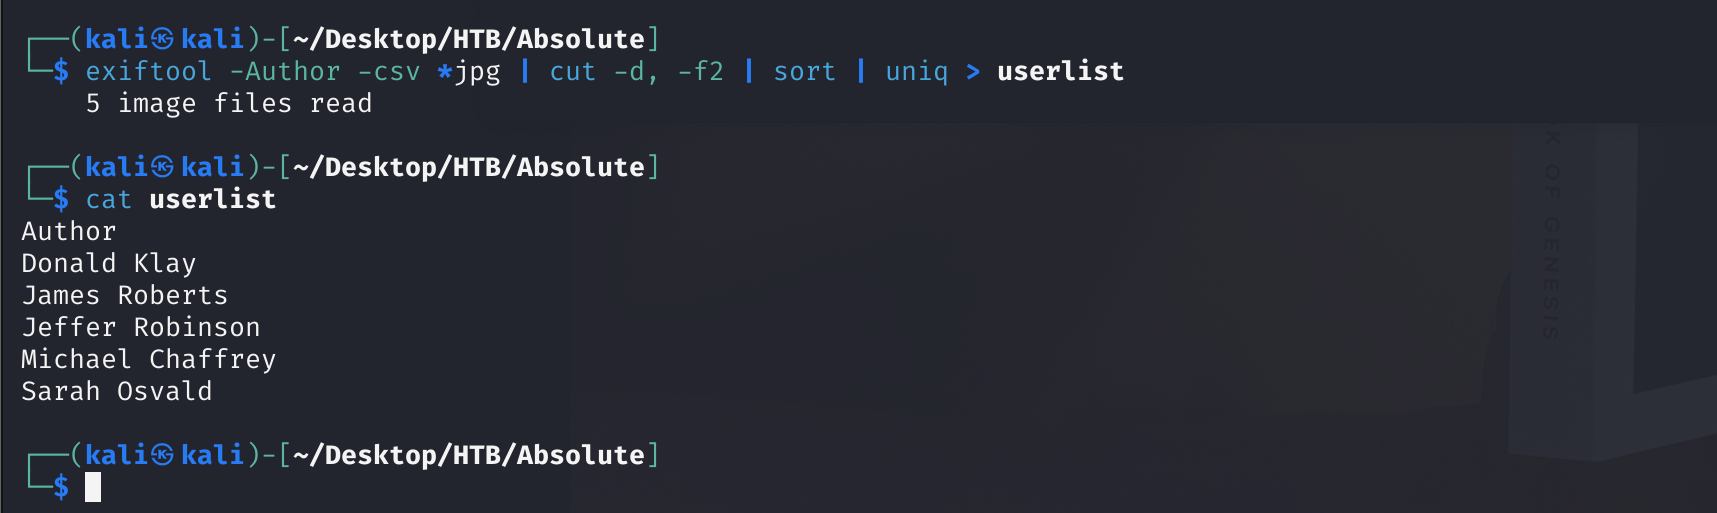 (kali㉿kali)-[~/Desktop/HTB/Absolute]
$ exiftool -Author -csv *jpg | cut -d, -f2 | sort | uniq > userlist
5 image files read
(kali㉿kali)-[~/Desktop/HTB/Absolute]
$ cat userlist
Author
Donald Klay
James Roberts
Jeffer Robinson
Michael Chaffrey
Sarah Osvald
(kali㉿kali)-[~/Desktop/HTB/Absolute]
$
OF GENESIS